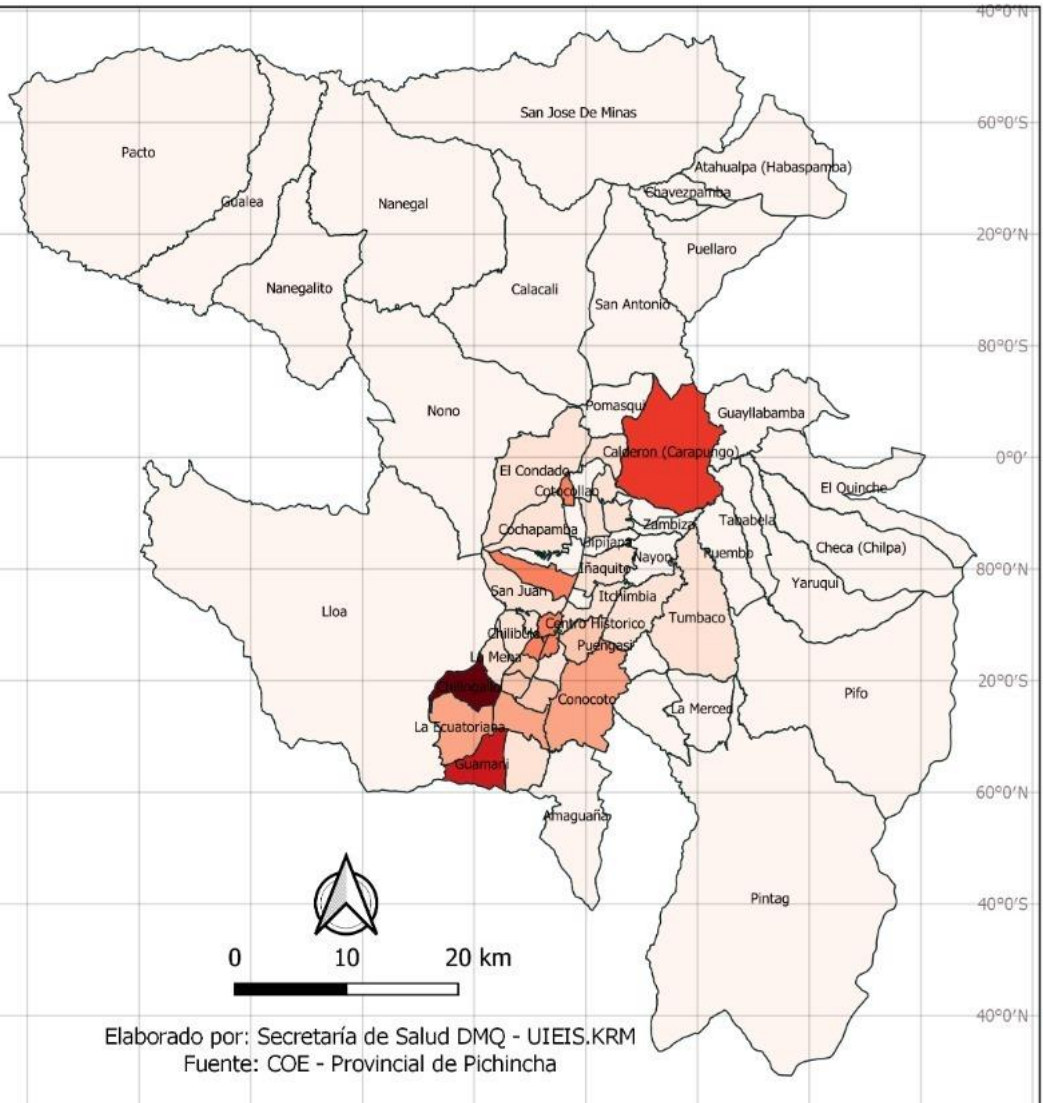 40°0'N
San Jose De Minas
60°0'S
Pacto
Atahualpa (Habaspamba)
Chavezpamba
Gualea
Nanegal
20°0'N
Puellaro
Nanegalito
Calacali
San Antonio
80°0'S
Pomasqui
Nono
Guayllabamba
Calderon (Carapungo)
0°0'
El Condado
El Quinche
Cotocollao
Cochapamba
Zambiza
Tababela
Jipijapa
Checa (Chilpa)
Nayon
Puembo
Iñaquito
80°0'N
Yaruqui
San Juan
Itchimbia
Lloa
Tumbaco
Centro Historico
Chilibulo
Puengasi
La Mena
20°0'S
Chillogallo
Pifo
Conocoto
La Merced
La Ecuatoriana
Guamani
60°0'N
Amaguaña
Pintag
40°0'S
0 10 20 km
40°0'N
Elaborado por: Secretaría de Salud DMQ - UIEIS.KRM
Fuente: COE - Provincial de Pichincha